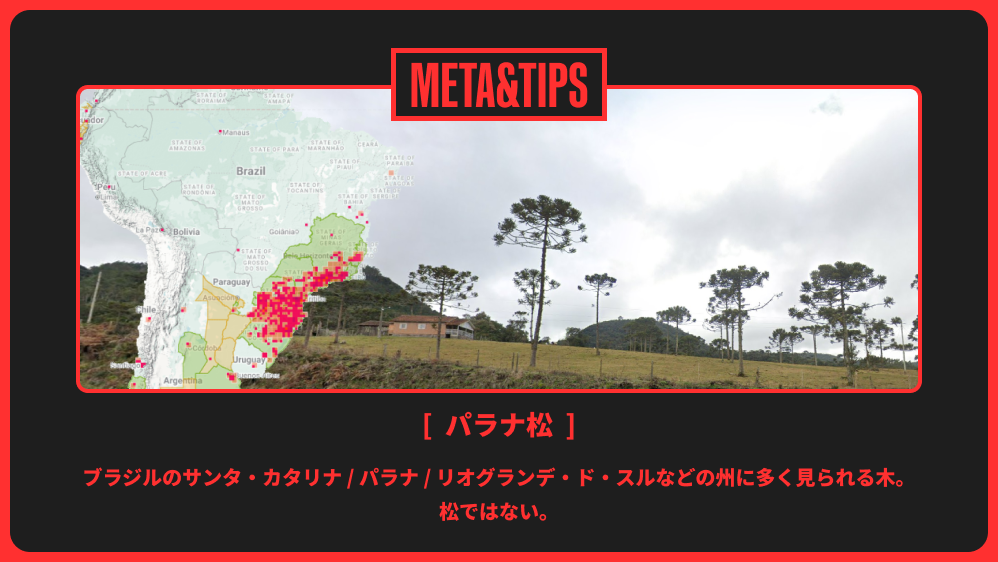 META&TIPS
STATE OF RORAIMA
STATE OF AMAPÁ
Manaus
STATE OF AMAZONAS
STATE OF PARÁ
STATE OF MARANHÃO
CEARÁ
STATE OF PIAUÍ
STATE OF PARAÍBA
STATE OF ACRE
Brazil
Peru
Lima
STATE OF RONDÔNIA
STATE OF MATO GROSSO
STATE OF TOCANTINS
STATE OF BAHIA
La Paz
Bolivia
Goiânia
STATE OF MATO GROSSO DO SUL
Belo Horizonte
Paraguay
Asunción
Chile
Córdoba
Uruguay
Buenos Aires
Argentina
[ パラナ松 ]
ブラジルのサンタ・カタリナ / パラナ / リオグランデ・ド・スルなどの州に多く見られる木。
松ではない。